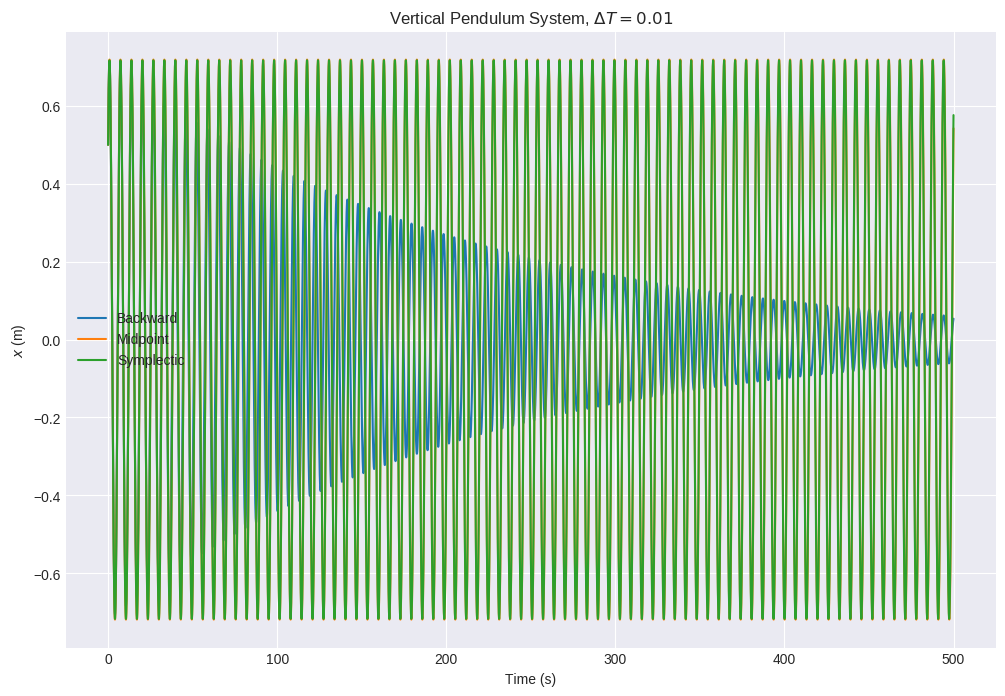 Vertical Pendulum System, ΔT = 0.01
x (m)
0.6
0.4
0.2
0.0
−0.2
−0.4
−0.6
Backward
Midpoint
Symplectic
0 100 200 300 400 500
Time (s)